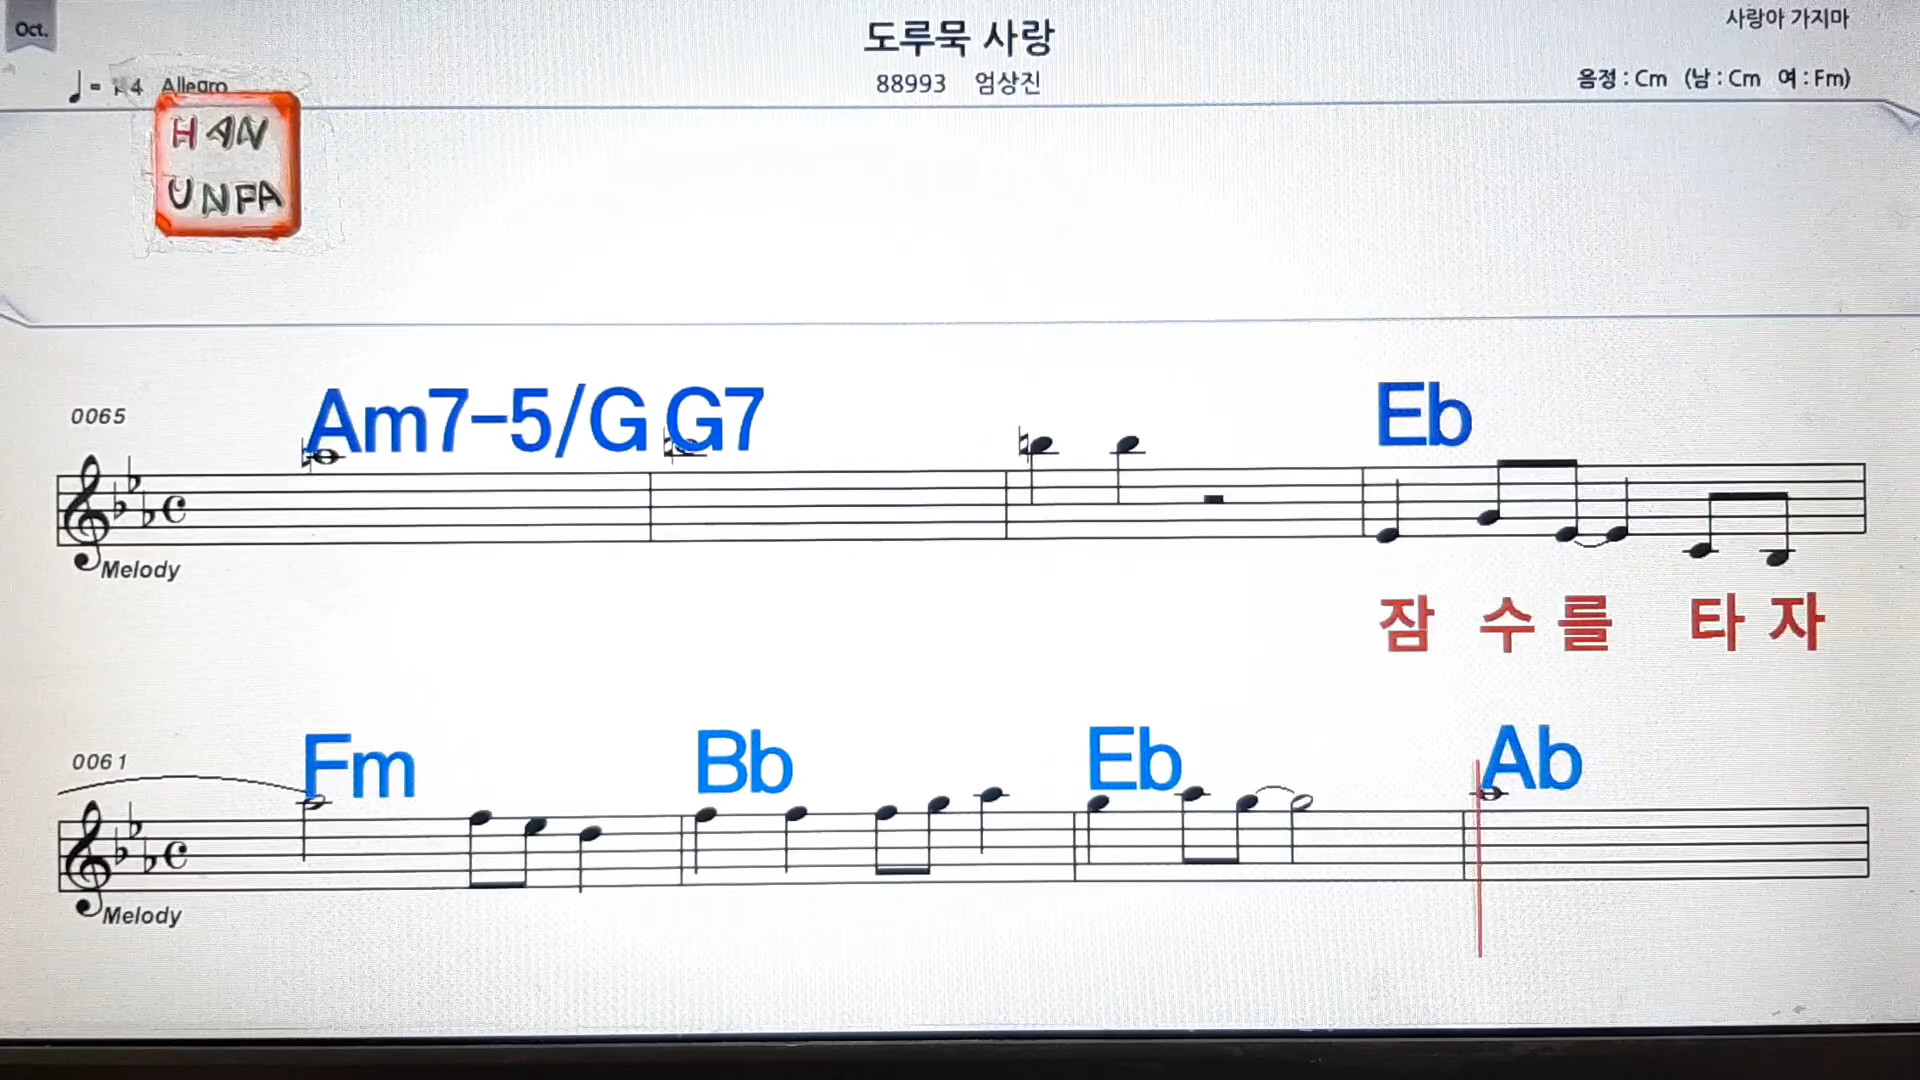 Oct.
도루묵 사랑
사랑아 가지마
Allegro
88993 엄상진
음정 : Cm (남 : Cm 여 : Fm)
HAN
UNFA
0065
Am7-5/G G7 Eb
Melody
잠 수를 타 자
0061
Fm Bb Eb Ab
Melody